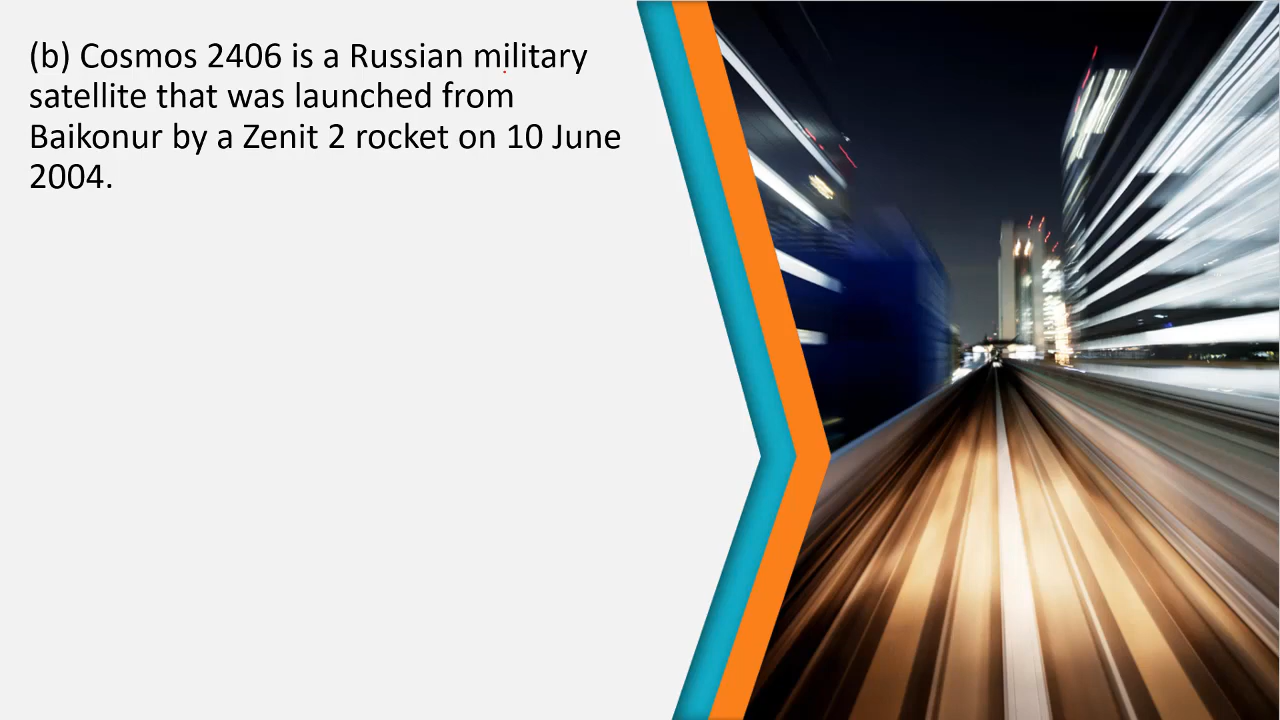 (b) Cosmos 2406 is a Russian military
satellite that was launched from
Baikonur by a Zenit 2 rocket on 10 June
2004.